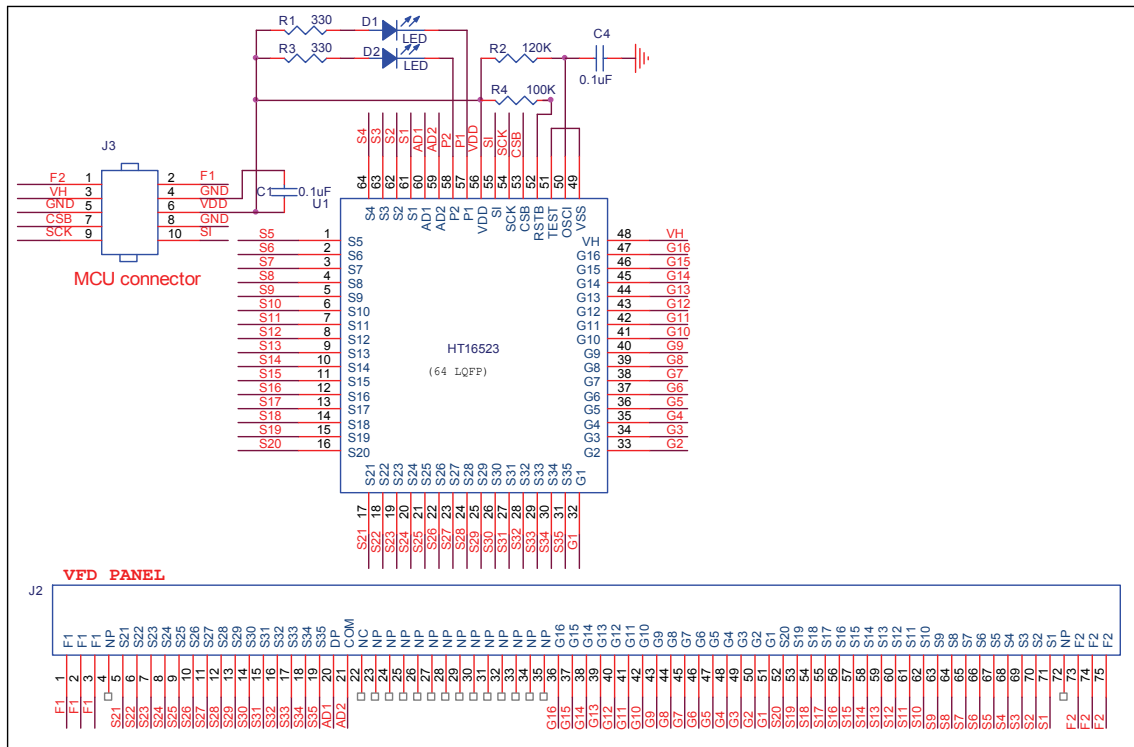 R1 330 D1 LED
R3 330 D2 LED
R2 120K
C4 0.1uF
R4 100K
J3
F2 1 2 F1
VH 3 4 GND
GND 5 6 VDD
CSB 7 8 GND
SCK 9 10 SI
MCU connector
C1 0.1uF
U1
S4 S3 S2 S1 AD1 AD2 P2 P1 VDD SI SCK CSB
64 63 62 61 60 59 58 57 56 55 54 53 52 51 50 49
S4 S3 S2 S1 AD1 AD2 P2 P1 VDD SI SCK CSB RSTB TEST OSCI VSS
S5 1 S5 VH 48 VH
S6 2 S6 G16 47 G16
S7 3 S7 G15 46 G15
S8 4 S8 G14 45 G14
S9 5 S9 G13 44 G13
S10 6 S10 G12 43 G12
S11 7 S11 G11 42 G11
S12 8 S12 G10 41 G10
S13 9 S13 G9 40 G9
S14 10 S14 G8 39 G8
S15 11 S15 G7 38 G7
S16 12 S16 G6 37 G6
S17 13 S17 G5 36 G5
S18 14 S18 G4 35 G4
S19 15 S19 G3 34 G3
S20 16 S20 G2 33 G2
HT16523
(64 LQFP)
S21 S22 S23 S24 S25 S26 S27 S28 S29 S30 S31 S32 S33 S34 S35 G1
17 18 19 20 21 22 23 24 25 26 27 28 29 30 31 32
S21 S22 S23 S24 S25 S26 S27 S28 S29 S30 S31 S32 S33 S34 S35 G1
VFD PANEL
J2
F1 F1 F1 NP S21 S22 S23 S24 S25 S26 S27 S28 S29 S30 S31 S32 S33 S34 S35 DP COM NC NP NP NP NP NP NP NP NP NP NP NP NP NP G16 G15 G14 G13 G12 G11 G10 G9 G8 G7 G6 G5 G4 G3 G2 G1 S20 S19 S18 S17 S16 S15 S14 S13 S12 S11 S10 S9 S8 S7 S6 S5 S4 S3 S2 S1 NP F2 F2 F2
1 2 3 4 5 6 7 8 9 10 11 12 13 14 15 16 17 18 19 20 21 22 23 24 25 26 27 28 29 30 31 32 33 34 35 36 37 38 39 40 41 42 43 44 45 46 47 48 49 50 51 52 53 54 55 56 57 58 59 60 61 62 63 64 65 66 67 68 69 70 71 72 73 74 75
F1 F1 F1 S21 S22 S23 S24 S25 S26 S27 S28 S29 S30 S31 S32 S33 S34 S35 AD1 AD2 G16 G15 G14 G13 G12 G11 G10 G9 G8 G7 G6 G5 G4 G3 G2 G1 S20 S19 S18 S17 S16 S15 S14 S13 S12 S11 S10 S9 S8 S7 S6 S5 S4 S3 S2 S1 F2 F2 F2